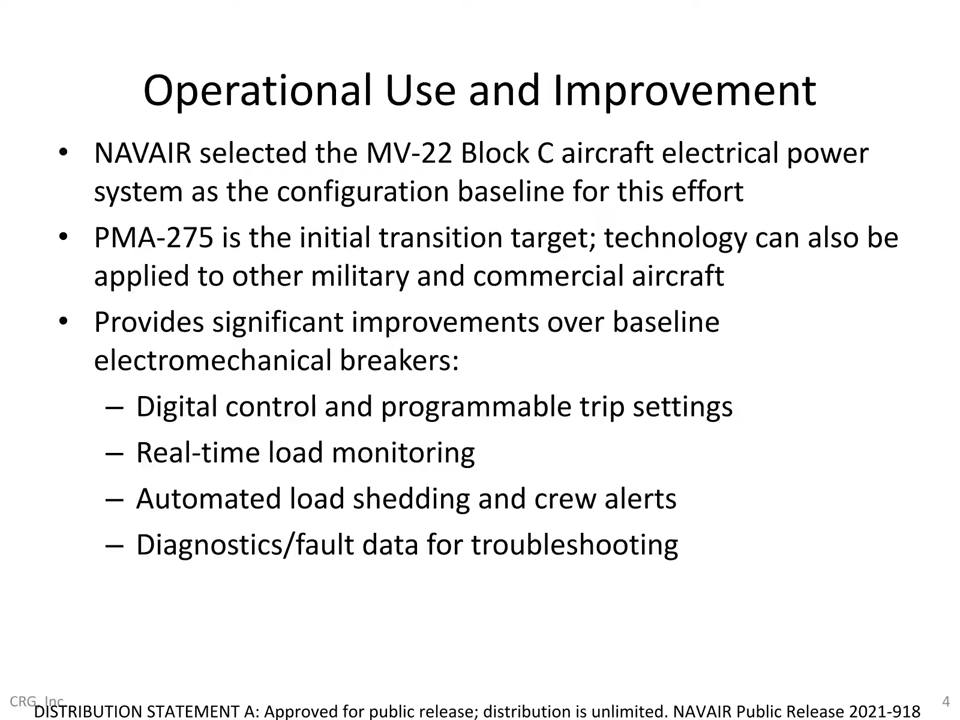 Operational Use and Improvement
• NAVAIR selected the MV-22 Block C aircraft electrical power
system as the configuration baseline for this effort
• PMA-275 is the initial transition target; technology can also be
applied to other military and commercial aircraft
• Provides significant improvements over baseline
electromechanical breakers:
– Digital control and programmable trip settings
– Real-time load monitoring
– Automated load shedding and crew alerts
– Diagnostics/fault data for troubleshooting
CRG, Inc.
4
DISTRIBUTION STATEMENT A: Approved for public release; distribution is unlimited. NAVAIR Public Release 2021-918